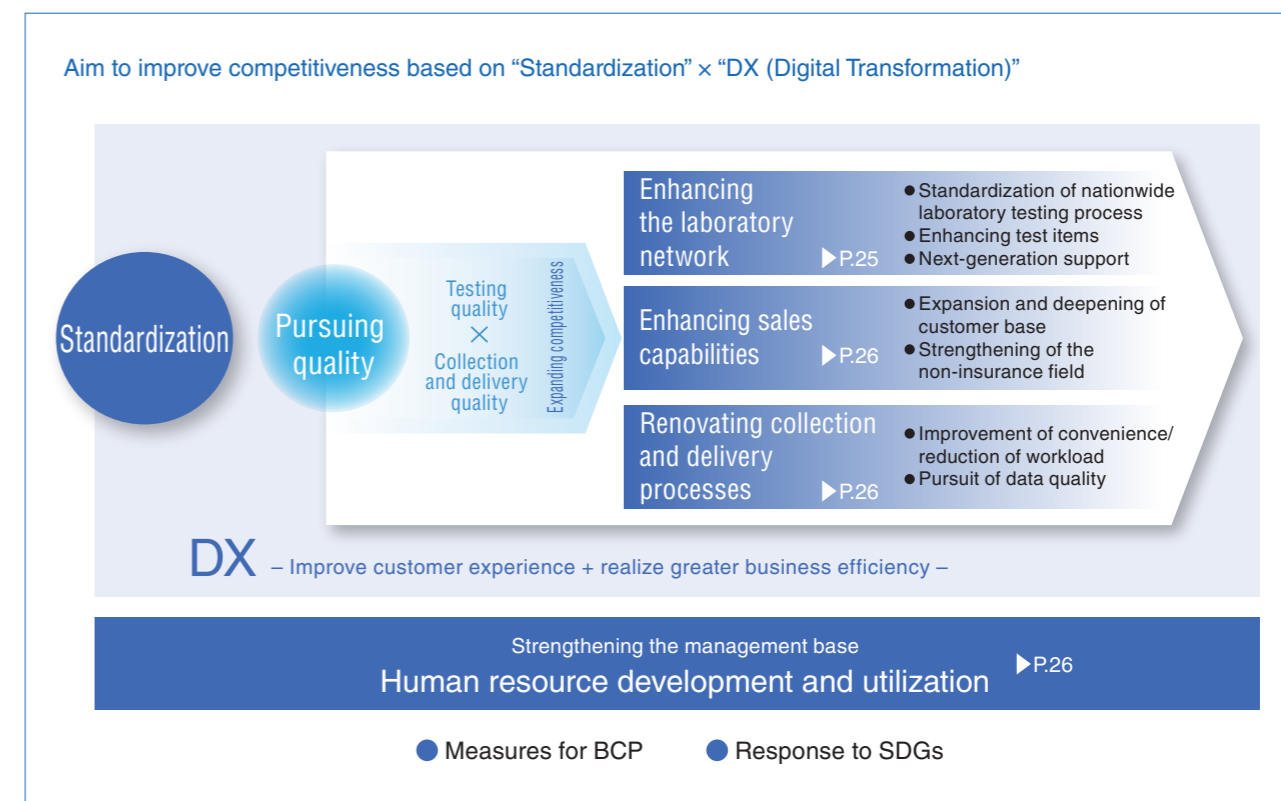 Aim to improve competitiveness based on “Standardization” × “DX (Digital Transformation)”
Standardization
Pursuing
quality
Testing
quality
×
Collection
and delivery
quality
Expanding competitiveness
Enhancing
the laboratory
network ▶P.25
● Standardization of nationwide
laboratory testing process
● Enhancing test items
● Next-generation support
Enhancing sales
capabilities ▶P.26
● Expansion and deepening of
customer base
● Strengthening of the
non-insurance field
Renovating collection
and delivery
processes ▶P.26
● Improvement of convenience/
reduction of workload
● Pursuit of data quality
DX – Improve customer experience + realize greater business efficiency –
Strengthening the management base
Human resource development and utilization ▶P.26
● Measures for BCP ● Response to SDGs